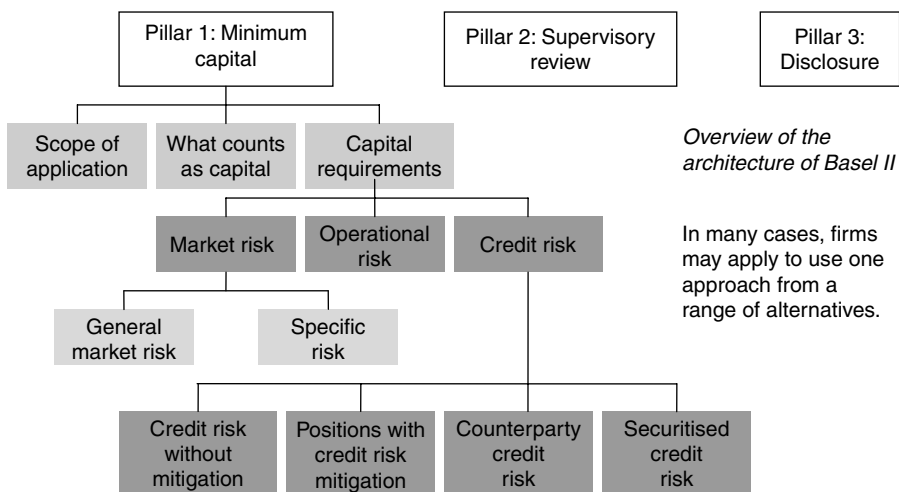 Pillar 1: Minimum
capital
Pillar 2: Supervisory
review
Pillar 3:
Disclosure
Scope of
application
What counts
as capital
Capital
requirements
Overview of the
architecture of Basel II
Market risk
Operational
risk
Credit risk
In many cases, firms
may apply to use one
approach from a
range of alternatives.
General
market risk
Specific
risk
Credit risk
without
mitigation
Positions with
credit risk
mitigation
Counterparty
credit
risk
Securitised
credit
risk